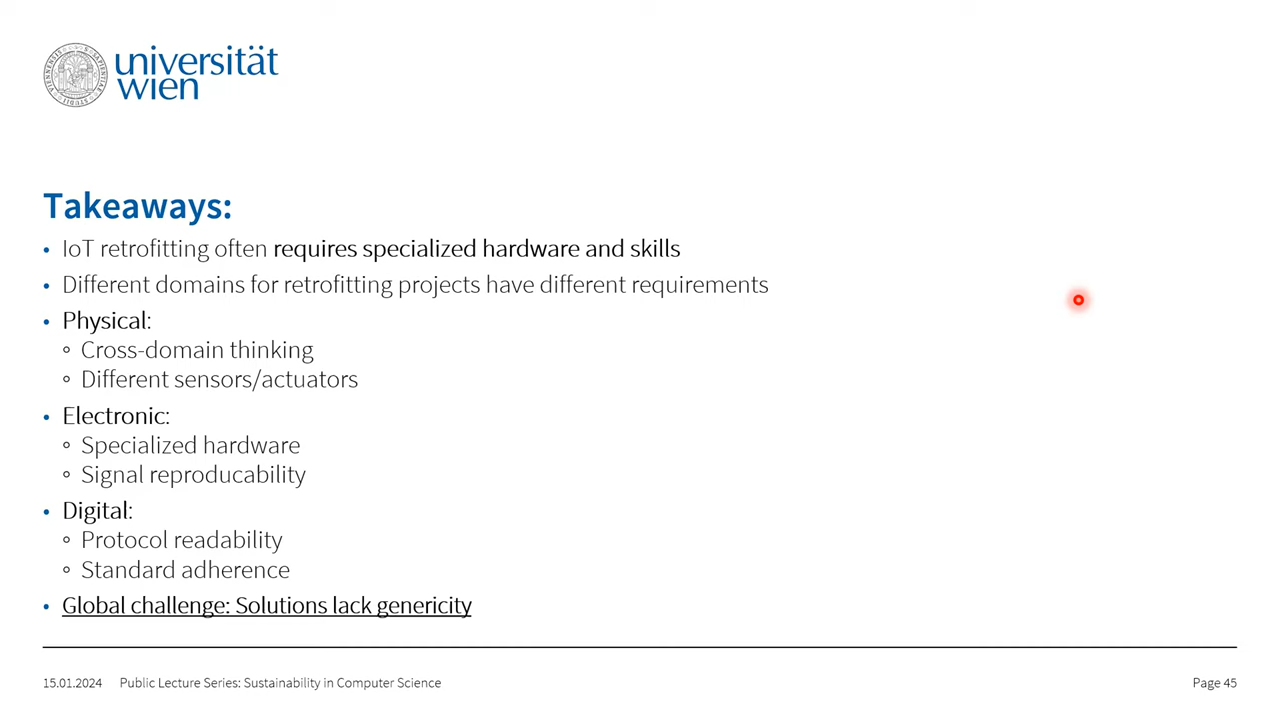 universität
wien
Takeaways:
• IoT retrofitting often requires specialized hardware and skills
• Different domains for retrofitting projects have different requirements
• Physical:
∘ Cross-domain thinking
∘ Different sensors/actuators
• Electronic:
∘ Specialized hardware
∘ Signal reproducability
• Digital:
∘ Protocol readability
∘ Standard adherence
• Global challenge: Solutions lack genericity
15.01.2024 Public Lecture Series: Sustainability in Computer Science Page 45